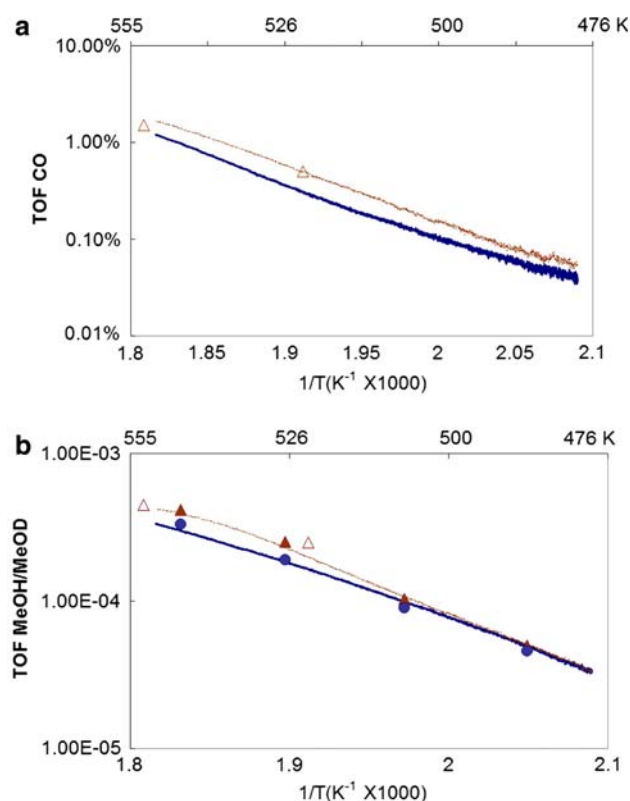 a
555 526 500 476 K
10.00%
1.00%
0.10%
0.01%
TOF CO
1.8 1.85 1.9 1.95 2 2.05 2.1
1/T(K⁻¹ X1000)
b
555 526 500 476 K
1.00E-03
1.00E-04
1.00E-05
TOF MeOH/MeOD
1.8 1.9 2 2.1
1/T(K⁻¹ X1000)